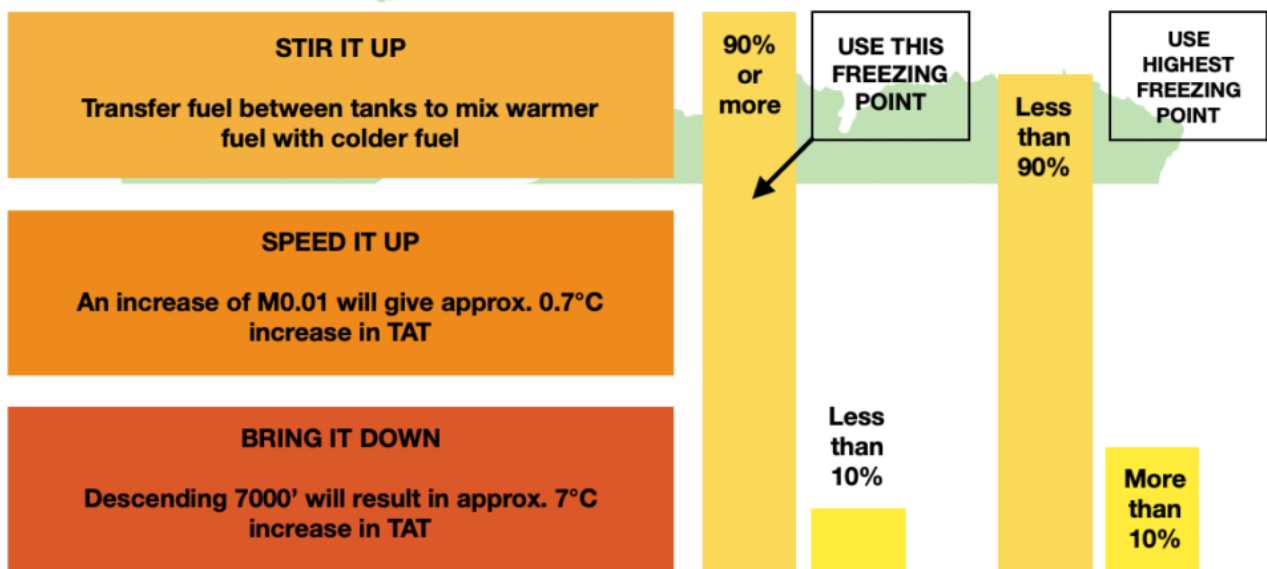 STIR IT UP
Transfer fuel between tanks to mix warmer
fuel with colder fuel
SPEED IT UP
An increase of M0.01 will give approx. 0.7°C
increase in TAT
BRING IT DOWN
Descending 7000’ will result in approx. 7°C
increase in TAT
90%
or
more
USE THIS
FREEZING
POINT
Less
than
10%
Less
than
90%
USE
HIGHEST
FREEZING
POINT
More
than
10%